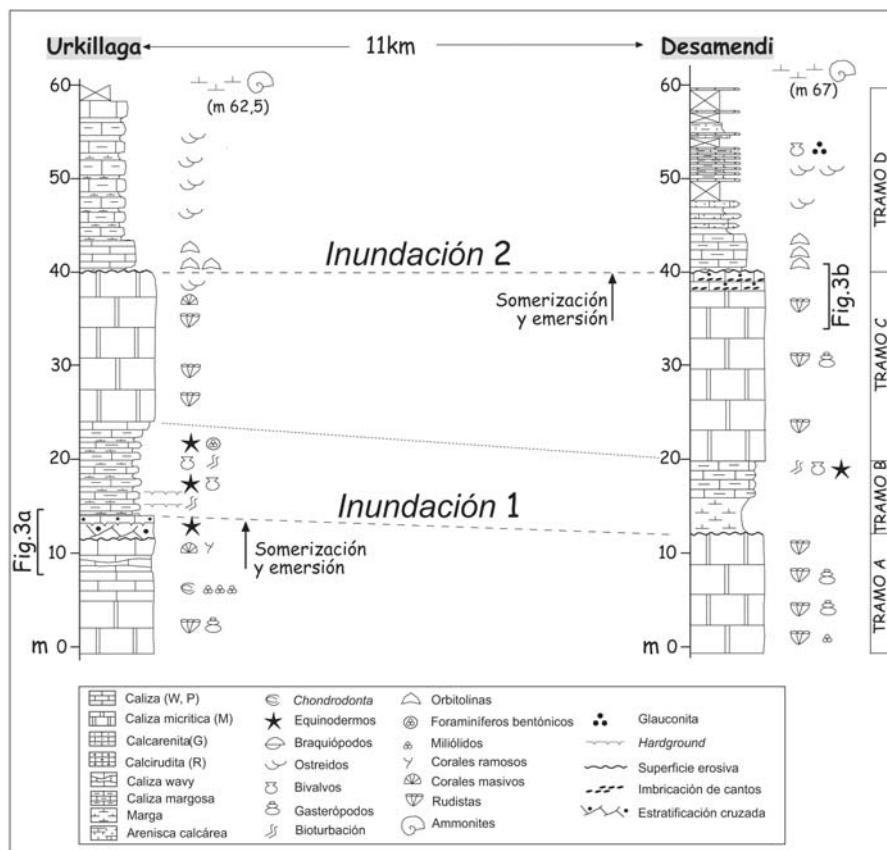 Urkillaga
11km
Desamendi
60
(m 62,5)
60
(m 67)
50
50
TRAMO D
Inundación 2
40
40
Somerización
y emersión
Fig.3b
30
30
TRAMO C
20
20
TRAMO B
Inundación 1
Fig.3a
10
Somerización
y emersión
10
TRAMO A
m 0
m 0
Caliza (W, P)
Caliza micritica (M)
Calcarenita(G)
Calcirudita (R)
Caliza wavy
Caliza margosa
Marga
Arenisca calcárea
Chondrodonta
Equinodermos
Braquiópodos
Ostreidos
Bivalvos
Gasterópodos
Bioturbación
Orbitolinas
Foraminíferos bentónicos
Miliólidos
Corales ramosos
Corales masivos
Rudistas
Ammonites
Glauconita
Hardground
Superficie erosiva
Imbricación de cantos
Estratificación cruzada